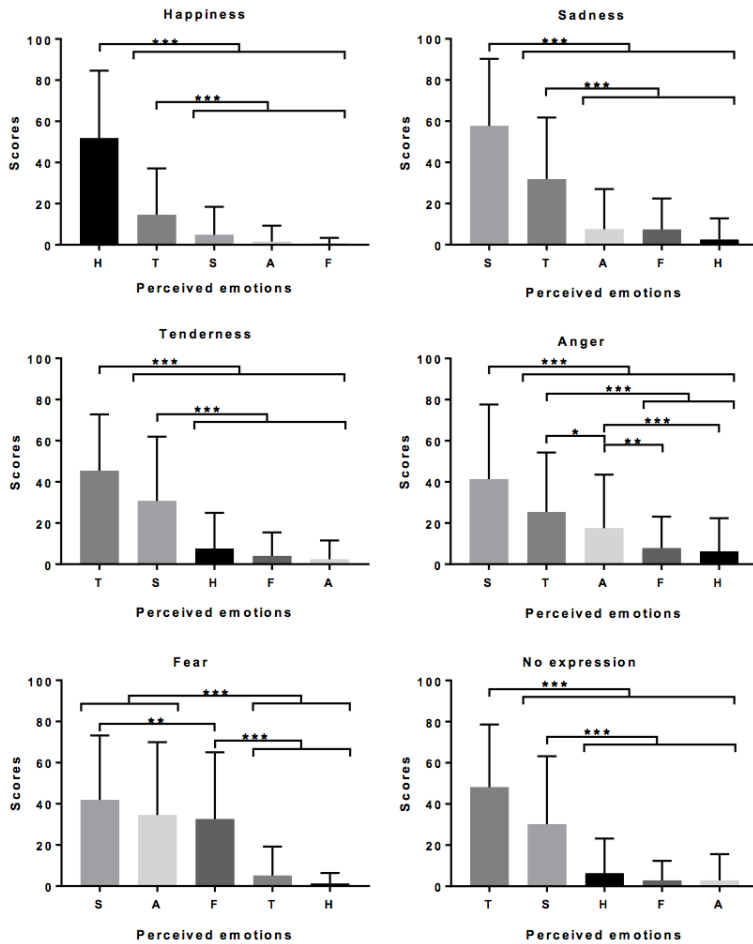 Happiness
100
80
60
40
20
0
Scores
***
***
H T S A F
Perceived emotions
Sadness
100
80
60
40
20
0
Scores
***
***
S T A F H
Perceived emotions
Tenderness
100
80
60
40
20
0
Scores
***
***
T S H F A
Perceived emotions
Anger
100
80
60
40
20
0
Scores
***
***
***
*
**
S T A F H
Perceived emotions
Fear
100
80
60
40
20
0
Scores
***
**
***
S A F T H
Perceived emotions
No expression
100
80
60
40
20
0
Scores
***
***
T S H F A
Perceived emotions